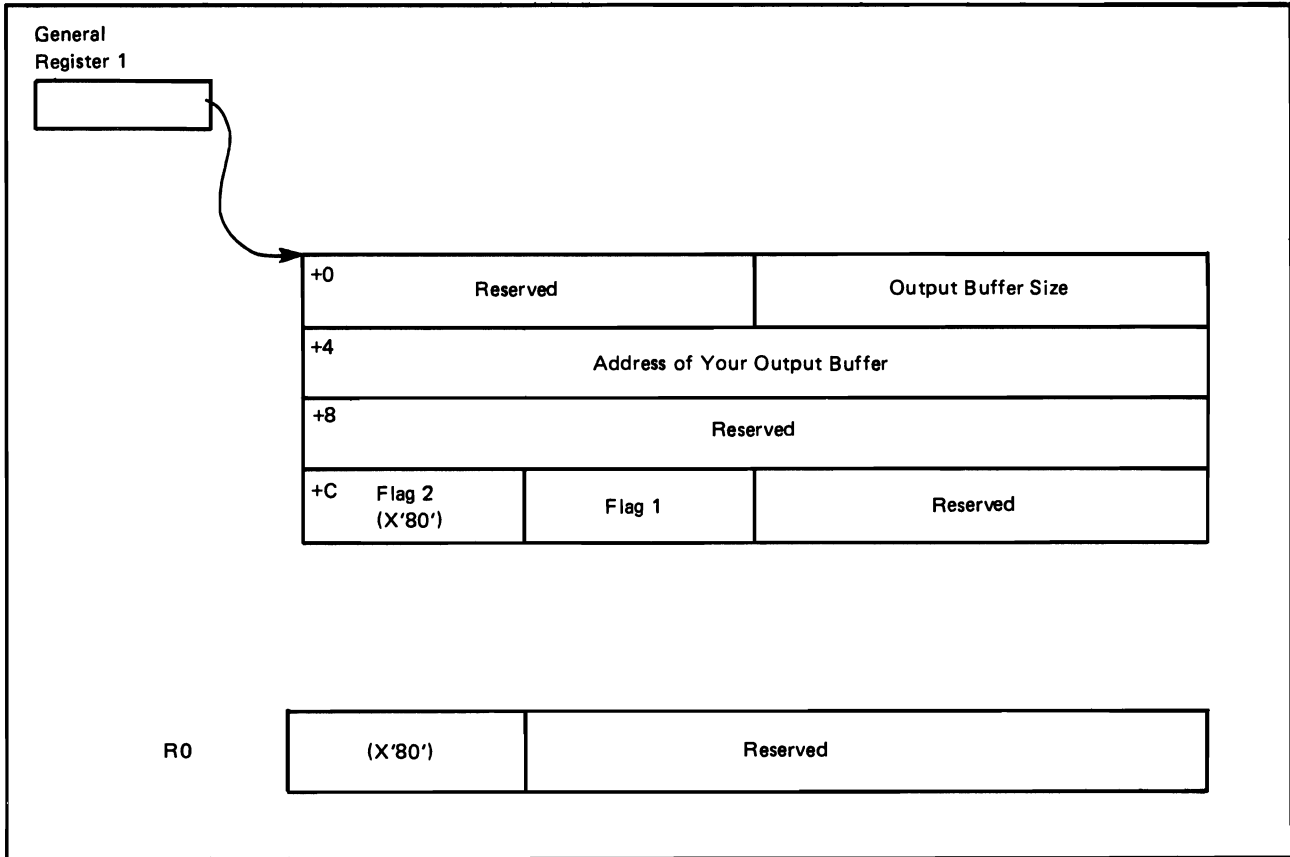 General
Register 1
+0 Reserved Output Buffer Size
+4 Address of Your Output Buffer
+8 Reserved
+C Flag 2 Flag 1 Reserved
(X'80')
R0 (X'80') Reserved